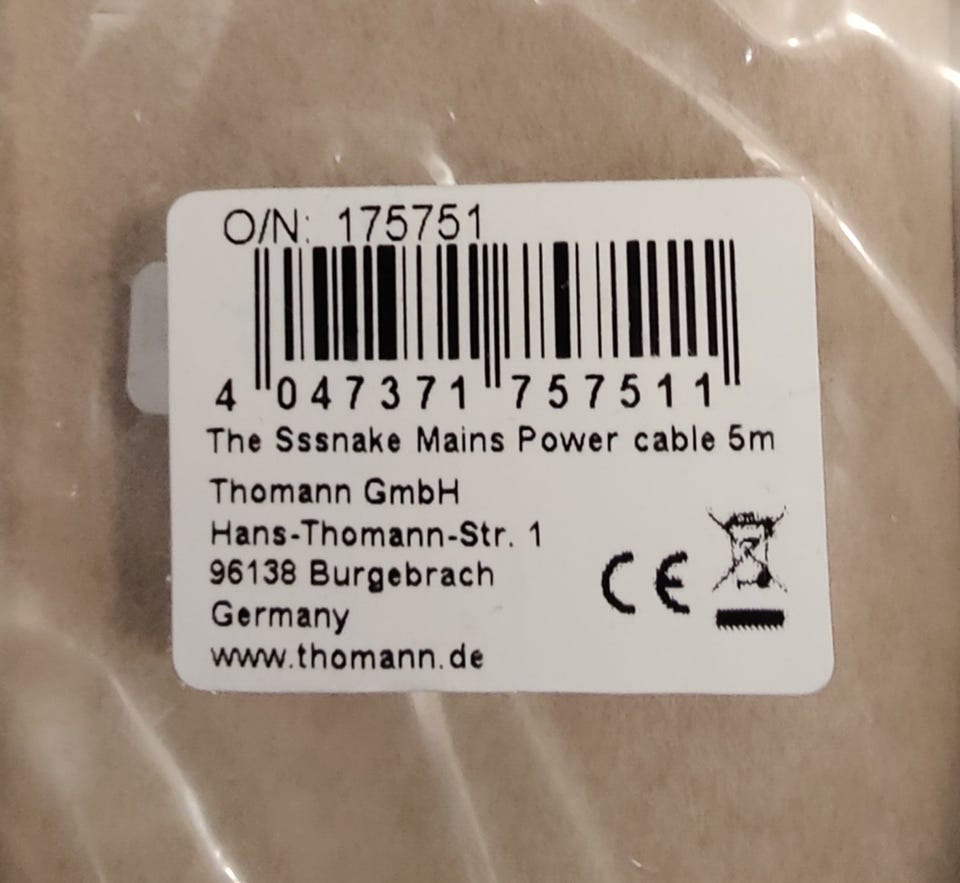 O/N: 175751
4 047371 757511
The Sssnake Mains Power cable 5m
Thomann GmbH
Hans-Thomann-Str. 1
96138 Burgebrach
Germany
www.thomann.de
CE